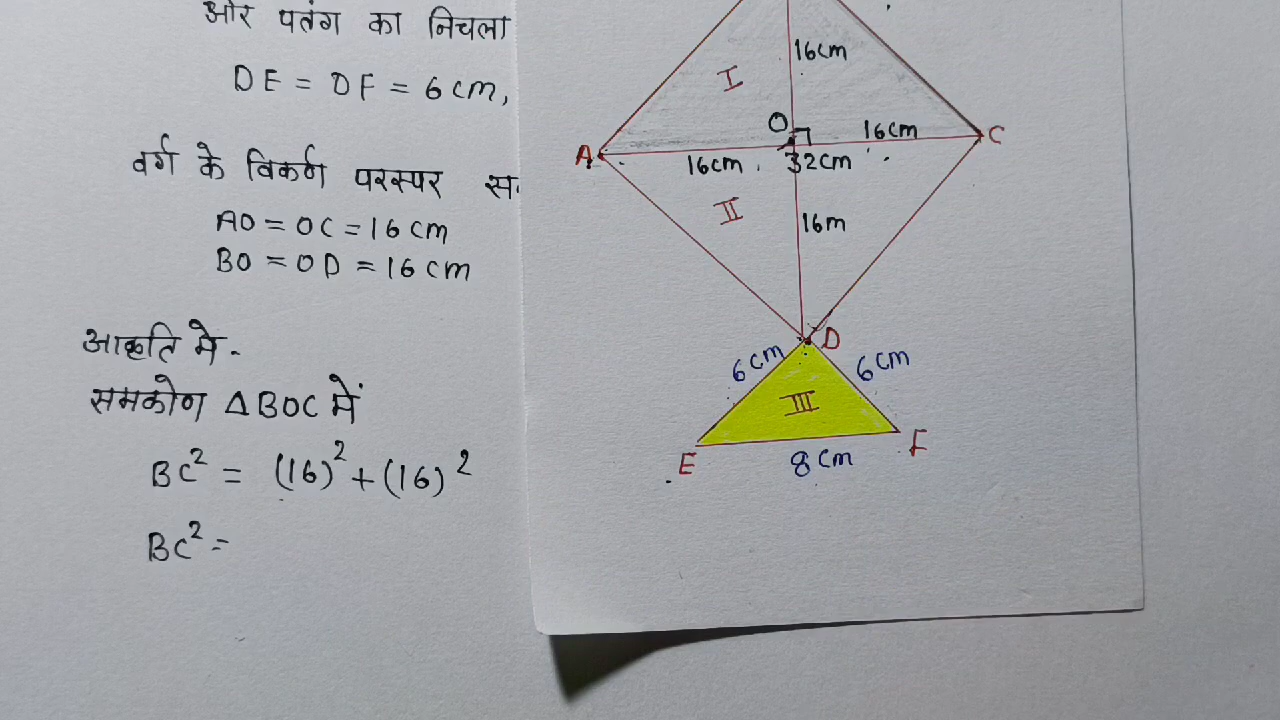 और पतंग का निचला
DE = DF = 6 cm,
वर्ग के विकर्ण परस्पर
AO = OC = 16 cm
BO = OD = 16 cm
आकृति मे -
समकोण ΔBOC में
BC² = (16)² + (16)²
BC² =
16cm
I
O
16cm
C
A
16cm
32cm
II
16m
D
6cm
6cm
III
E
8cm
F